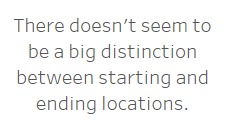 There doesn’t seem to
be a big distinction
between starting and
ending locations.